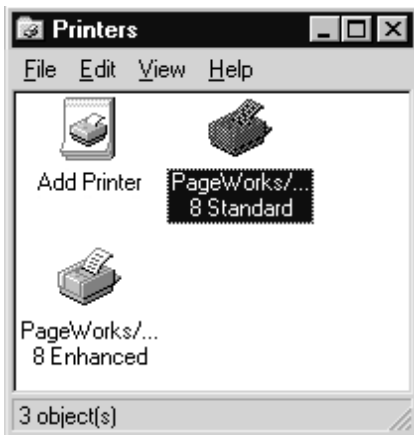 Printers
File Edit View Help
Add Printer
PageWorks/...
8 Standard
PageWorks/...
8 Enhanced
3 object(s)